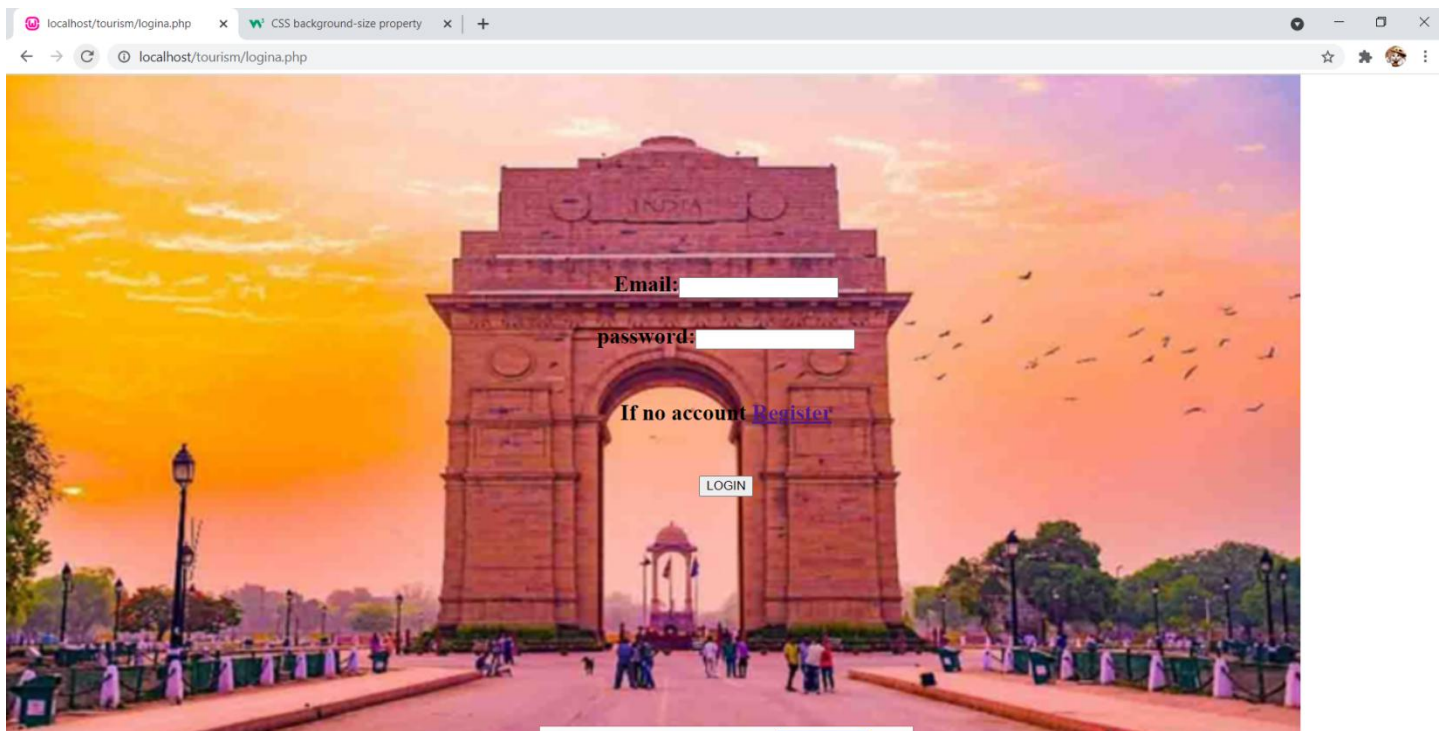 localhost/tourism/logina.php
CSS background-size property
localhost/tourism/logina.php
INDIA
Email:
password:
If no account Register
LOGIN